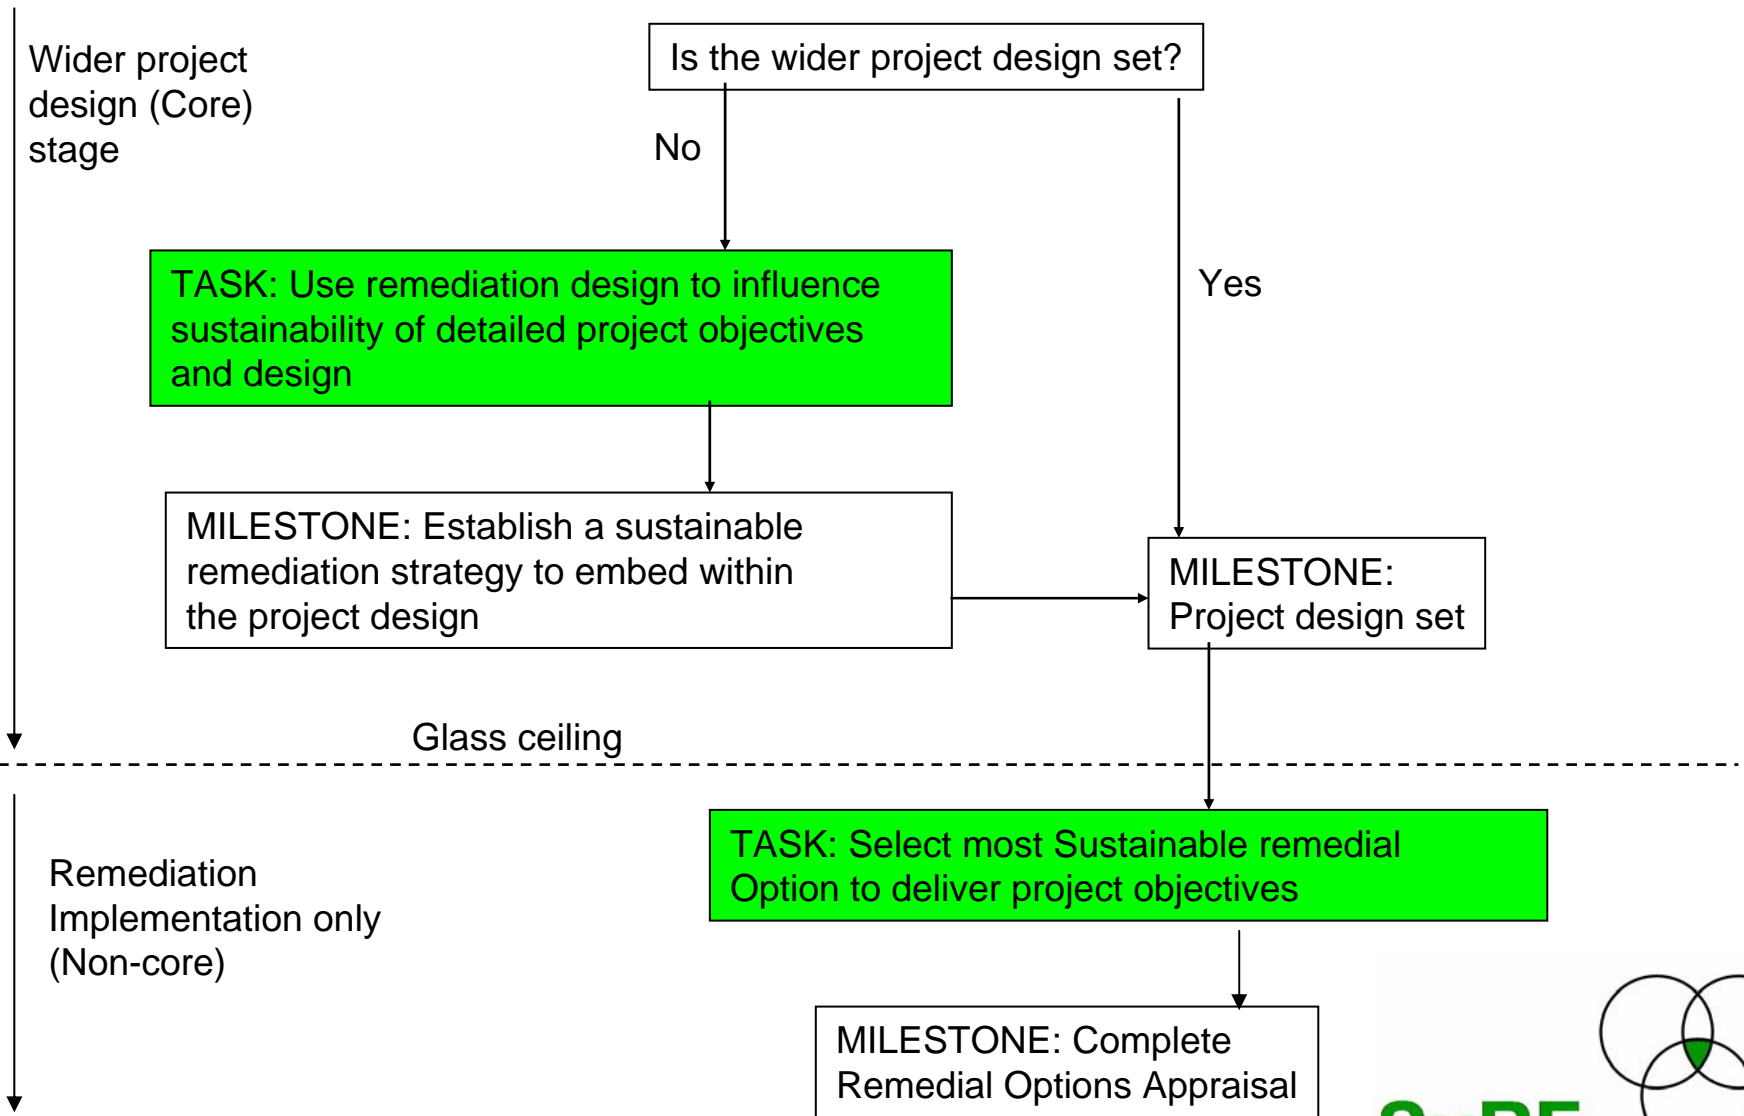 Wider project
design (Core)
stage
Is the wider project design set?
No
Yes
TASK: Use remediation design to influence
sustainability of detailed project objectives
and design
MILESTONE: Establish a sustainable
remediation strategy to embed within
the project design
MILESTONE:
Project design set
Glass ceiling
Remediation
Implementation only
(Non-core)
TASK: Select most Sustainable remedial
Option to deliver project objectives
MILESTONE: Complete
Remedial Options Appraisal